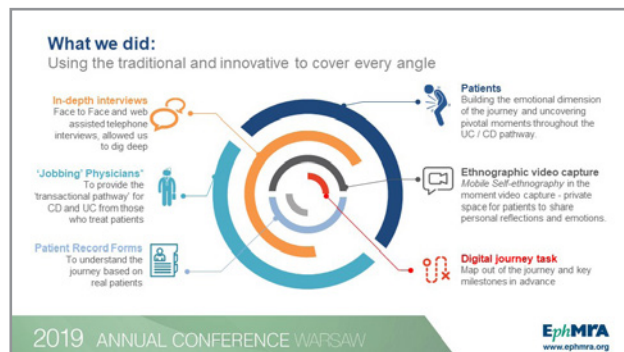 What we did:
Using the traditional and innovative to cover every angle
In-depth interviews
Face to Face and web
assisted telephone
interviews, allowed us
to dig deep
'Jobbing' Physicians*
To provide the
'transactional pathway' for
CD and UC from those
who treat patients
Patient Record Forms
To understand the
journey based on
real patients
Patients
Building the emotional dimension
of the journey and uncovering
pivotal moments throughout the
UC / CD pathway.
Ethnographic video capture
Mobile Self-ethnography in the
moment video capture - private
space for patients to share
personal reflections and emotions.
Digital journey task
Map out of the journey and key
milestones in advance
2019 ANNUAL CONFERENCE WARSAW
EphMRA
www.ephmra.org